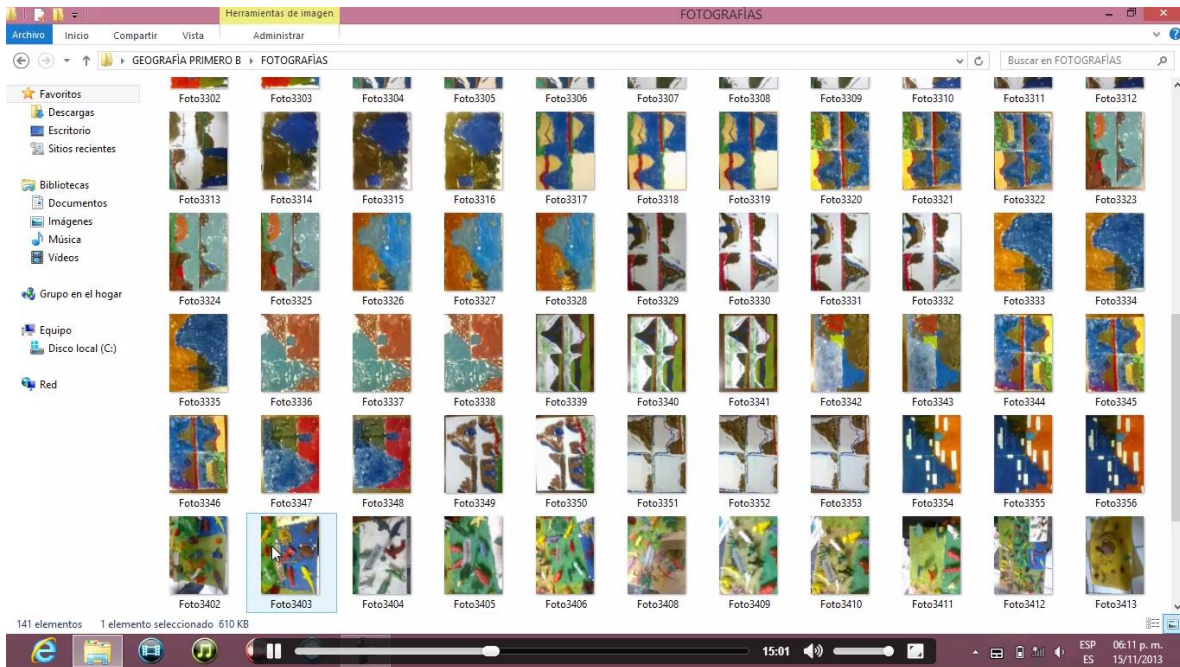 Herramientas de imagen
FOTOGRAFÌAS
Archivo Inicio Compartir Vista Administrar
GEOGRAFÌA PRIMERO B FOTOGRAFÌAS
Buscar en FOTOGRAFÌAS
Favoritos
Descargas
Escritorio
Sitios recientes
Bibliotecas
Documentos
Imágenes
Música
Vídeos
Grupo en el hogar
Equipo
Disco local (C:)
Red
Foto3302 Foto3303 Foto3304 Foto3305 Foto3306 Foto3307 Foto3308 Foto3309 Foto3310 Foto3311 Foto3312
Foto3313 Foto3314 Foto3315 Foto3316 Foto3317 Foto3318 Foto3319 Foto3320 Foto3321 Foto3322 Foto3323
Foto3324 Foto3325 Foto3326 Foto3327 Foto3328 Foto3329 Foto3330 Foto3331 Foto3332 Foto3333 Foto3334
Foto3335 Foto3336 Foto3337 Foto3338 Foto3339 Foto3340 Foto3341 Foto3342 Foto3343 Foto3344 Foto3345
Foto3346 Foto3347 Foto3348 Foto3349 Foto3350 Foto3351 Foto3352 Foto3353 Foto3354 Foto3355 Foto3356
Foto3402 Foto3403 Foto3404 Foto3405 Foto3406 Foto3408 Foto3409 Foto3410 Foto3411 Foto3412 Foto3413
141 elementos 1 elemento seleccionado 610 KB
15:01
ESP 06:11 p. m.
ES 15/11/2013